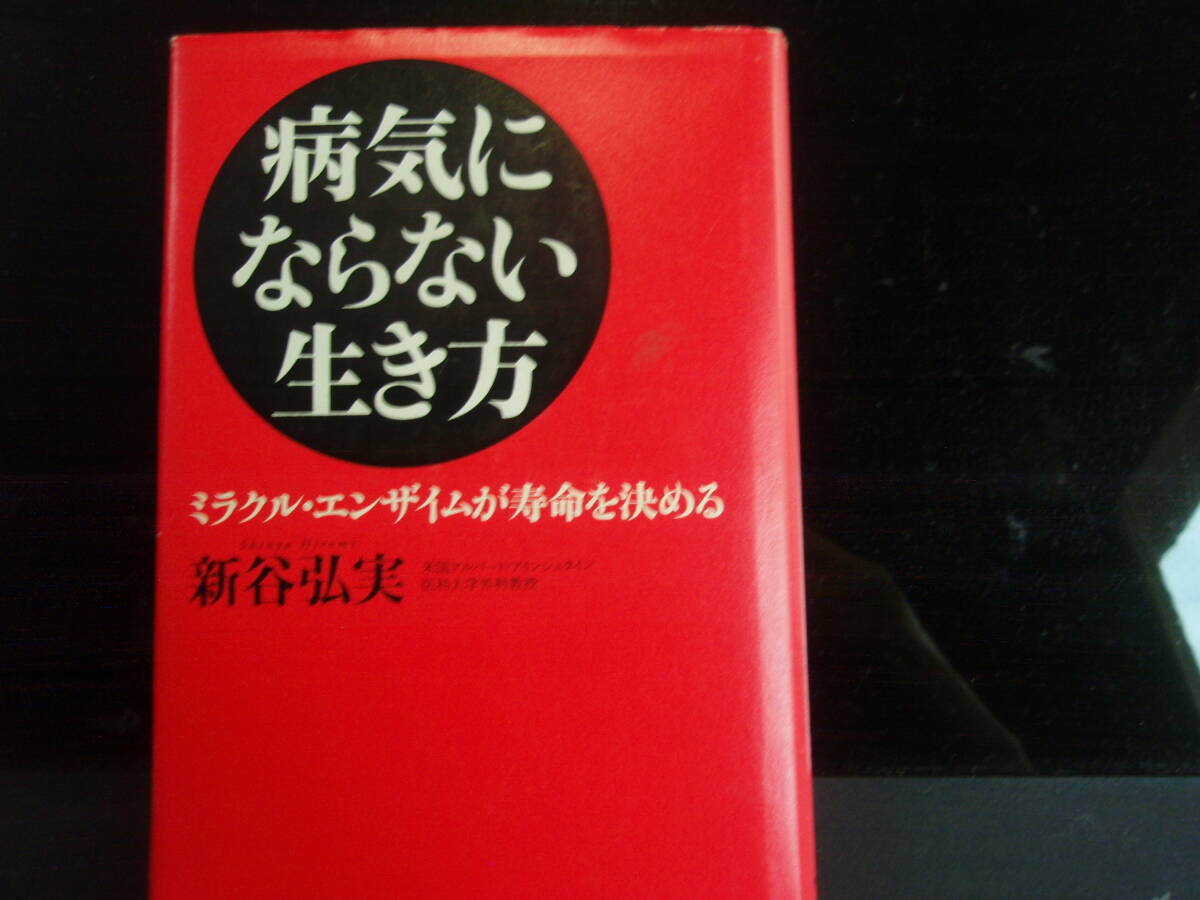 病気に
ならない
生き方
ミラクル・エンザイムが寿命を決める
Shinya Hiromi
新谷弘実
米国アルバート・アインシュタイン
医科大学外科教授